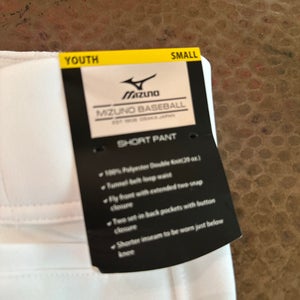 YOUTH SMALL
MIZUNO
MIZUNO BASEBALL
EST. 1906 OSAKA JAPAN
SHORT PANT
100% Polyester Double Knit(20 oz.)
Tunnel belt loop waist
Fly front with extended two snap
closure
Two set in back pockets with button
closure
Shorter inseam to be worn just below
knee